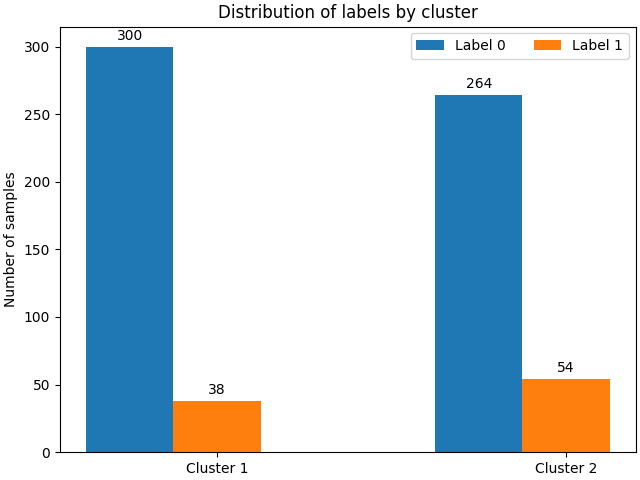 Distribution of labels by cluster
Number of samples
300
250
200
150
100
50
0
300
38
264
54
Label 0
Label 1
Cluster 1
Cluster 2